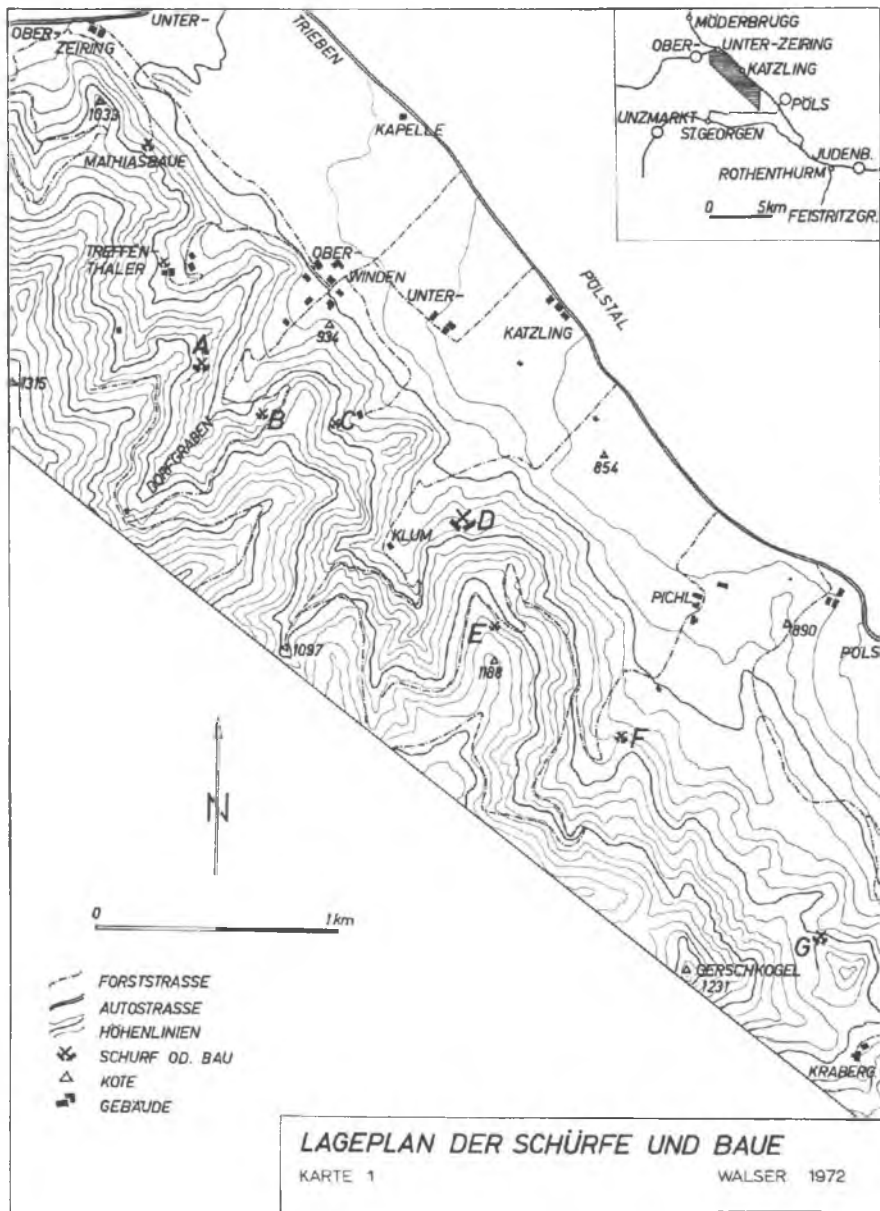 OBER-
ZEIRING
UNTER-
TRIEBEN
MÖDERBRUGG
OBER-
UNTER-ZEIRING
KATZLING
PÖLS
UNZMARKT
ST.GEORGEN
JUDENB.
ROTHENTHURM
0 5km
FEISTRITZGR.
1033
MATHIASBAUE
KAPELLE
TREFFEN-
THALER
OBER-
WINDEN
UNTER-
KATZLING
PÖLSTAL
934
A
1315
B
C
DORFGRABEN
854
D
KLUM
PICHL
E
890
1188
1097
PÖLS
F
N
0 1km
G
GERSCHKOGEL
1231
KRABERG
FORSTSTRASSE
AUTOSTRASSE
HÖHENLINIEN
SCHURF OD. BAU
KOTE
GEBÄUDE
LAGEPLAN DER SCHÜRFE UND BAUE
KARTE 1 WALSER 1972